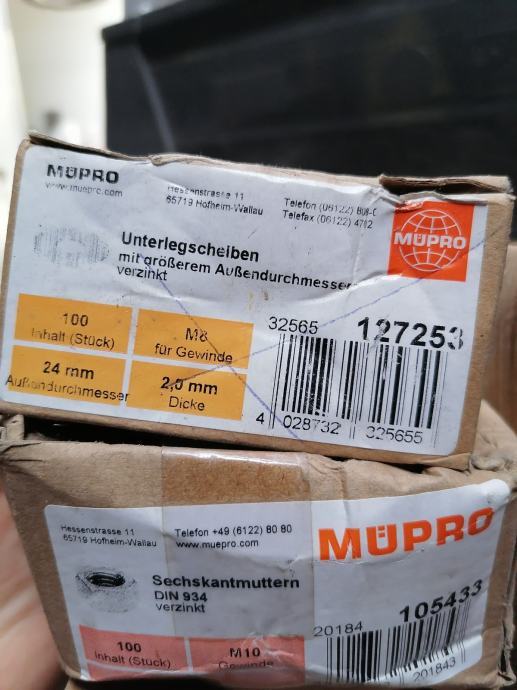 MÜPRO
www.muepro.com
Hessenstrasse 11
65719 Hofheim-Wallau
Telefon (06122) 808-0
Telefax (06122) 4702
MÜPRO
Unterlegscheiben
mit größerem Außendurchmesser
verzinkt
100
Inhalt (Stück)
M8
für Gewinde
24 mm
Außendurchmesser
2,0 mm
Dicke
32565
127253
4 028732 325655
Hessenstrasse 11
65719 Hofheim-Wallau
Telefon +49 (6122) 80 80
www.muepro.com
MÜPRO
Sechskantmuttern
DIN 934
verzinkt
100
Inhalt (Stück)
M10
Gewinde
20184
105433
201843